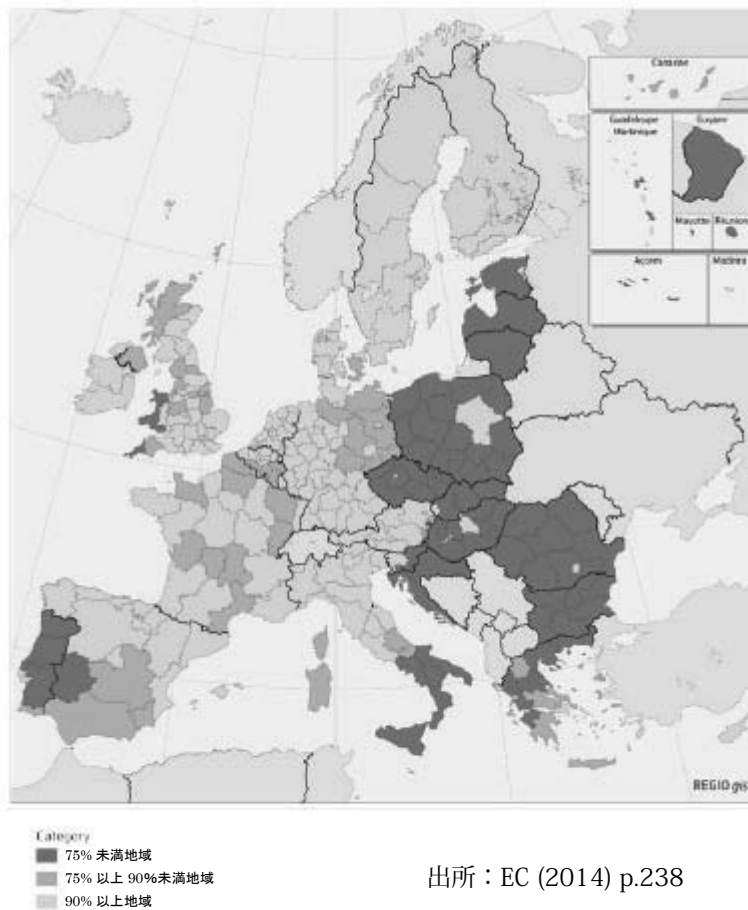 Canarias
Guadeloupe
Martinique
Guyane
Mayotte
Réunion
Açores
Madeira
REGIO gis
Category
75% 未満地域
75% 以上 90%未満地域
90% 以上地域
出所：EC (2014) p.238